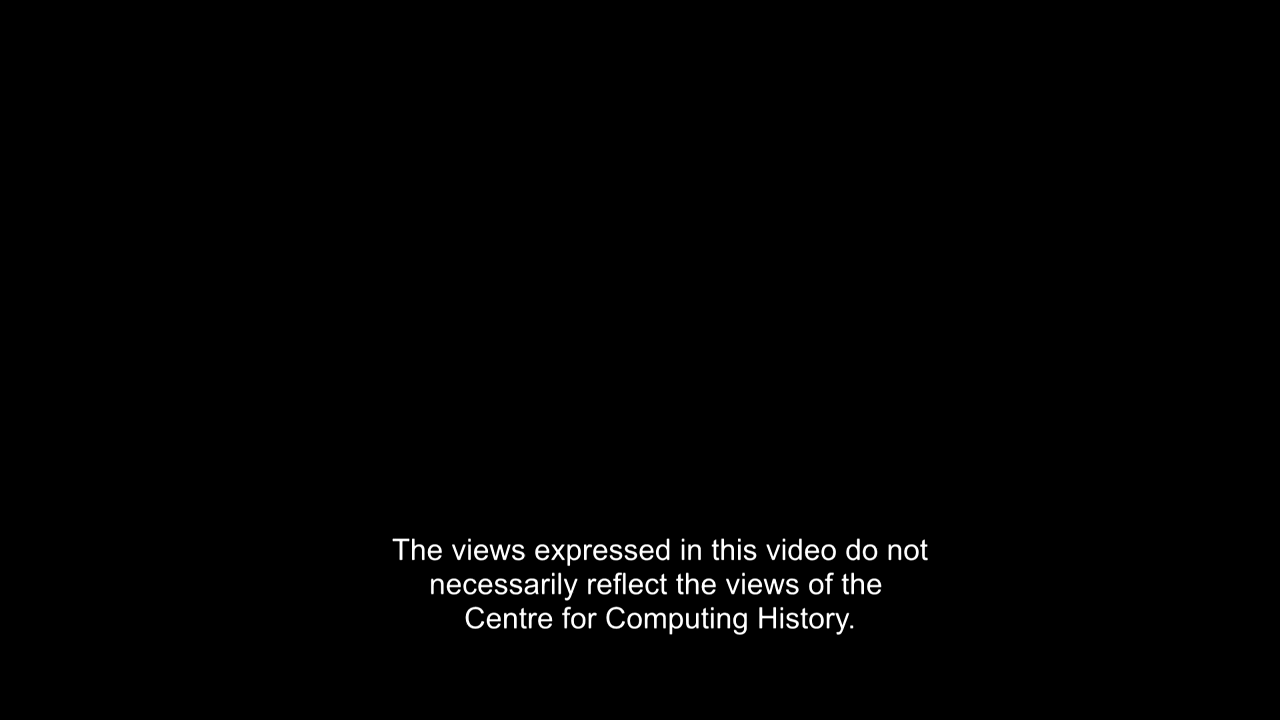 The views expressed in this video do not
necessarily reflect the views of the
Centre for Computing History.